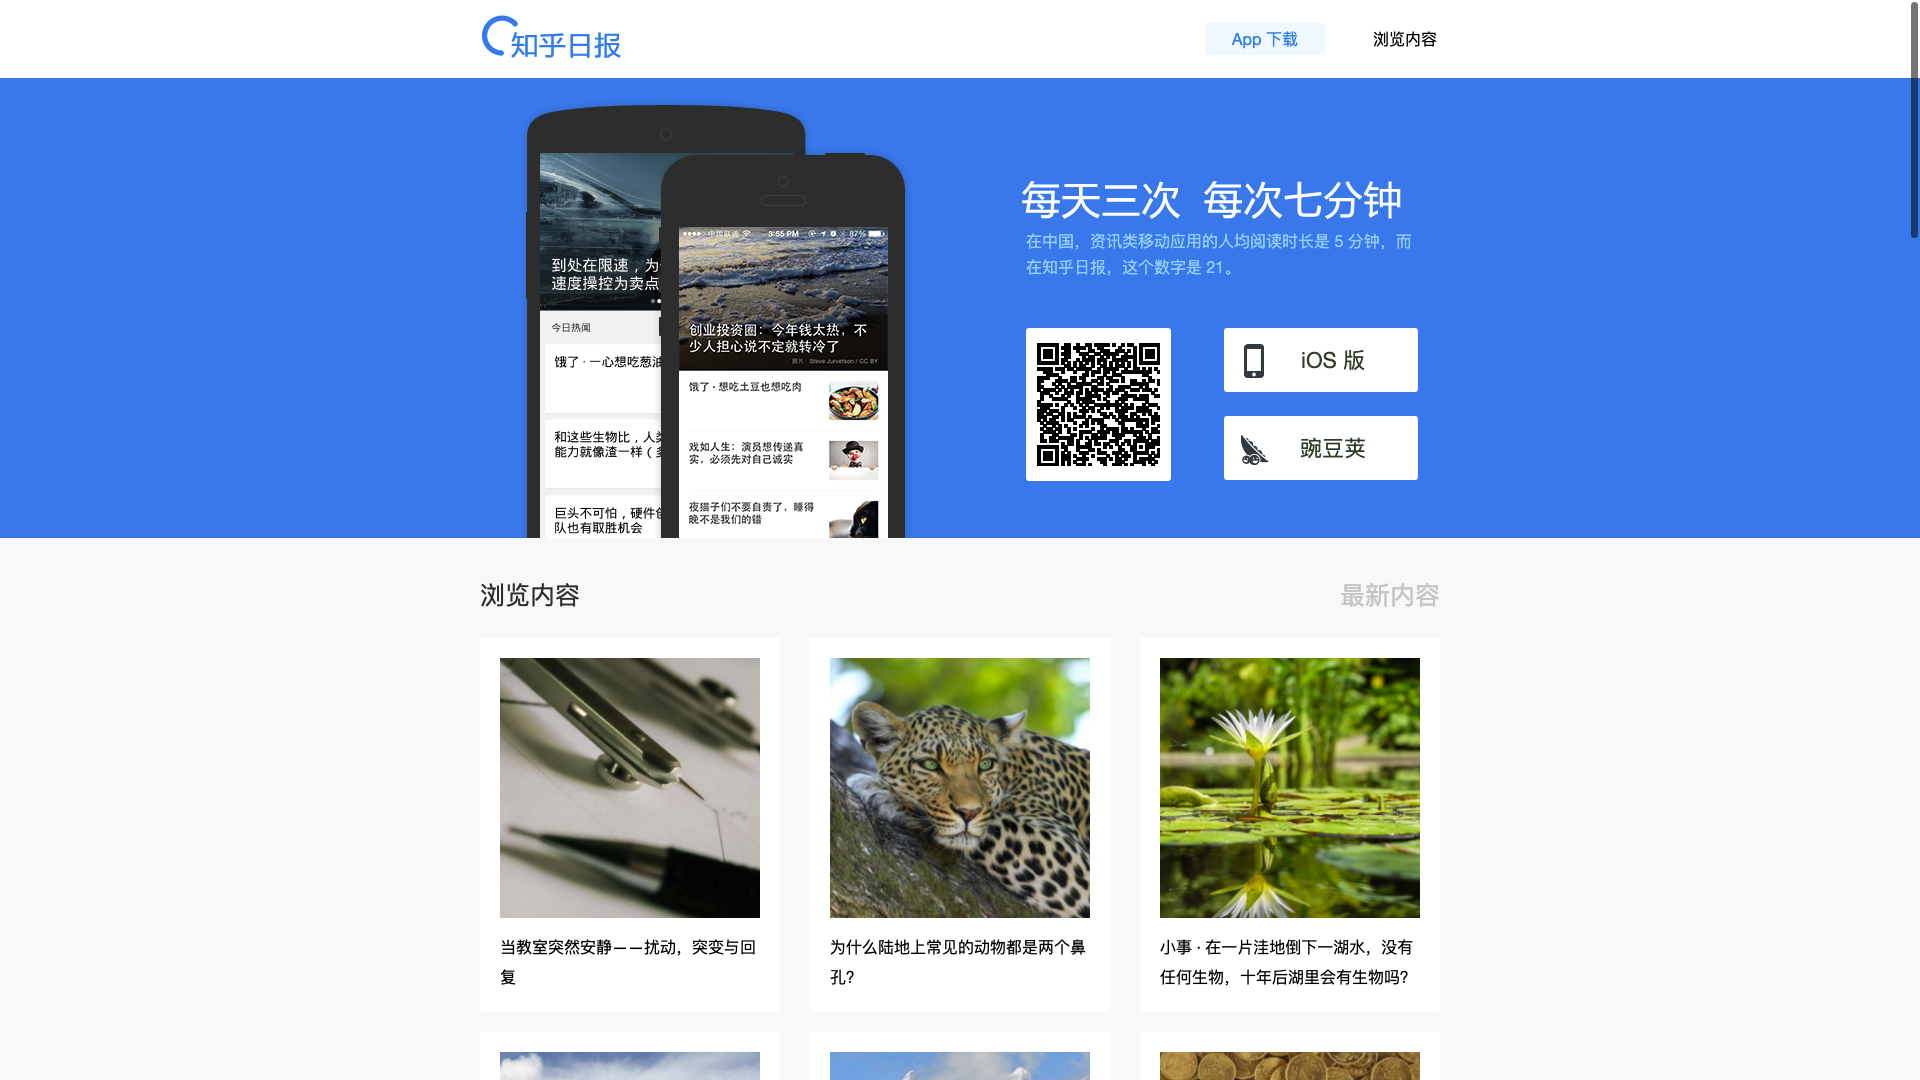 知乎日报
App 下载
浏览内容
到处在限速，为
速度操控为卖点
今日热闻
饿了 · 一心想吃葱油
和这些生物比，人类
能力就像渣一样（多
巨头不可怕，硬件创
队也有取胜机会
中国联通
3:55 PM
87%
创业投资圈：今年钱太热，不
少人担心说不定就转冷了
图片：Steve Jurvetson / CC BY
饿了 · 想吃土豆也想吃肉
戏如人生：演员想传递真
实，必须先对自己诚实
夜猫子们不要自责了，睡得
晚不是我们的错
每天三次 每次七分钟
在中国，资讯类移动应用的人均阅读时长是 5 分钟，而
在知乎日报，这个数字是 21。
iOS 版
豌豆荚
浏览内容
最新内容
当教室突然安静——扰动，突变与回
复
为什么陆地上常见的动物都是两个鼻
孔？
小事 · 在一片洼地倒下一湖水，没有
任何生物，十年后湖里会有生物吗？